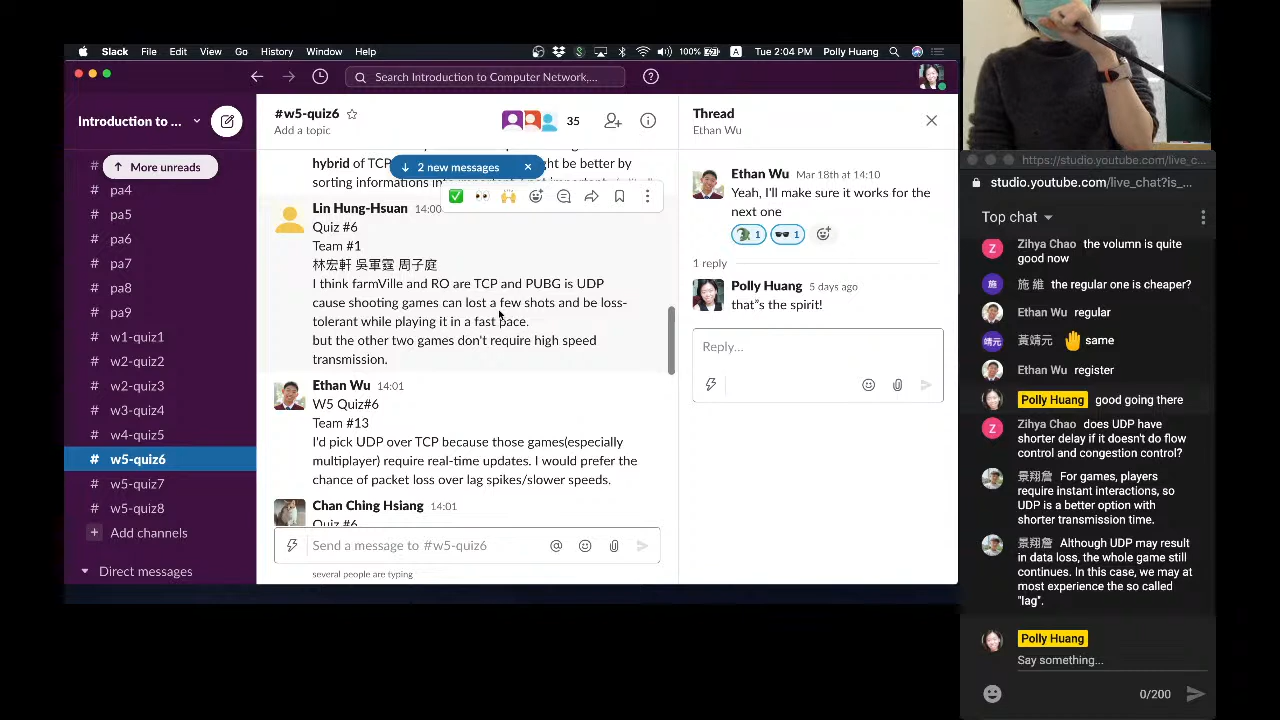 Slack File Edit View Go History Window Help 100% A Tue 2:04 PM Polly Huang
Search Introduction to Computer Network,...
Introduction to ...
More unreads
#
# pa4
# pa5
# pa6
# pa7
# pa8
# pa9
# w1-quiz1
# w2-quiz2
# w2-quiz3
# w3-quiz4
# w4-quiz5
# w5-quiz6
# w5-quiz7
# w5-quiz8
+ Add channels
Direct messages
#w5-quiz6
Add a topic
35
2 new messages
hybrid of TCP
ht be better by
Lin Hung-Hsuan 14:00
Quiz #6
Team #1
林宏軒 吳軍霆 周子庭
I think farmVille and RO are TCP and PUBG is UDP
cause shooting games can lost a few shots and be loss-
tolerant while playing it in a fast pace.
but the other two games don't require high speed
transmission.
Ethan Wu 14:01
W5 Quiz#6
Team #13
I'd pick UDP over TCP because those games(especially
multiplayer) require real-time updates. I would prefer the
chance of packet loss over lag spikes/slower speeds.
Chan Ching Hsiang 14:01
Quiz #6
Send a message to #w5-quiz6
several people are typing
Thread
Ethan Wu
Ethan Wu Mar 18th at 14:10
Yeah, I'll make sure it works for the
next one
1
1
1 reply
Polly Huang 5 days ago
that"s the spirit!
Reply...
https://studio.youtube.com/live_c...
studio.youtube.com/live_chat?is_...
Top chat
Z Zihya Chao the volumn is quite
good now
施 施 維 the regular one is cheaper?
Ethan Wu regular
靖元 黃靖元 same
Ethan Wu register
Polly Huang good going there
Z Zihya Chao does UDP have
shorter delay if it doesn't do flow
control and congestion control?
景翔詹 For games, players
require instant interactions, so
UDP is a better option with
shorter transmission time.
景翔詹 Although UDP may result
in data loss, the whole game still
continues. In this case, we may at
most experience the so called
"lag".
Polly Huang
Say something...
0/200